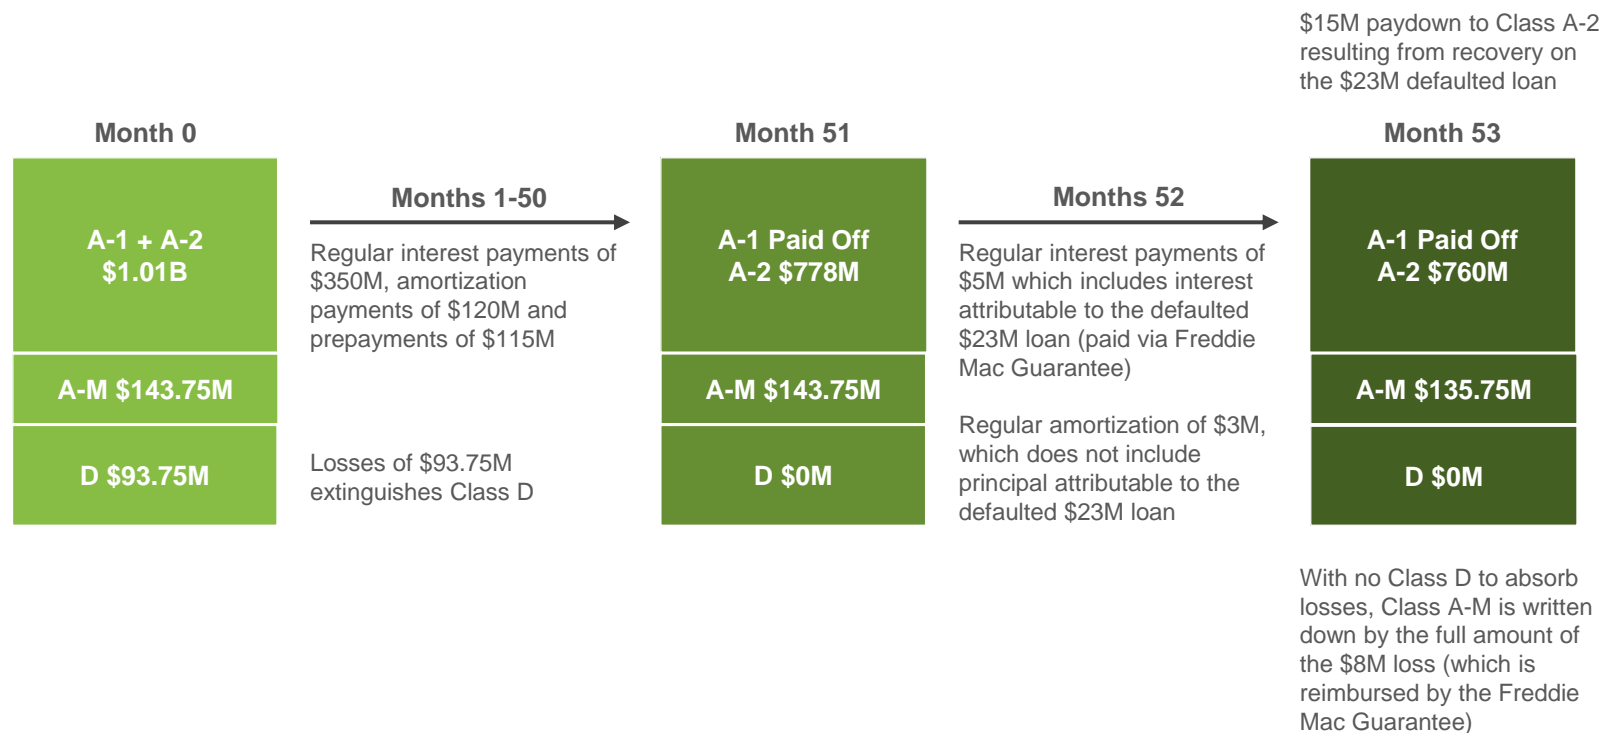 $15M paydown to Class A-2
resulting from recovery on
the $23M defaulted loan
Month 0
A-1 + A-2
$1.01B
A-M $143.75M
D $93.75M
Months 1-50
Regular interest payments of
$350M, amortization
payments of $120M and
prepayments of $115M
Losses of $93.75M
extinguishes Class D
Month 51
A-1 Paid Off
A-2 $778M
A-M $143.75M
D $0M
Months 52
Regular interest payments of
$5M which includes interest
attributable to the defaulted
$23M loan (paid via Freddie
Mac Guarantee)
Regular amortization of $3M,
which does not include
principal attributable to the
defaulted $23M loan
Month 53
A-1 Paid Off
A-2 $760M
A-M $135.75M
D $0M
With no Class D to absorb
losses, Class A-M is written
down by the full amount of
the $8M loss (which is
reimbursed by the Freddie
Mac Guarantee)